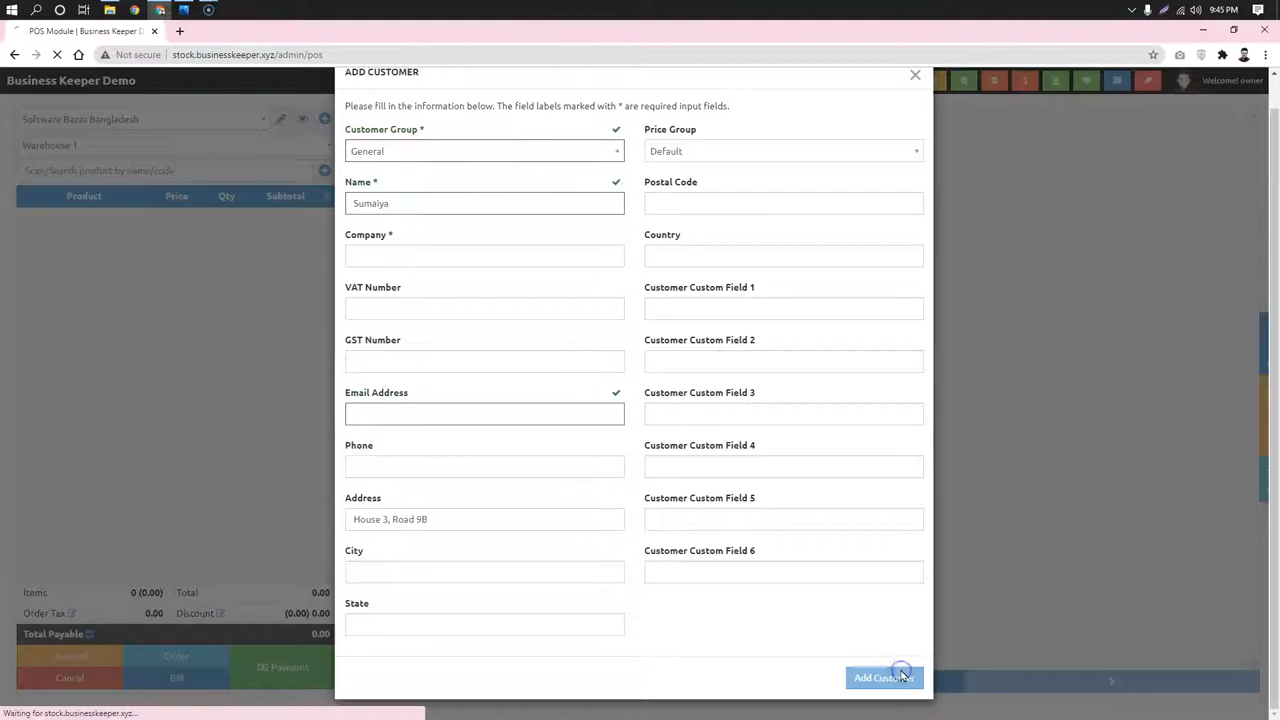 9:45 PM
POS Module | Business Keeper D
Not secure
stock.businesskeeper.xyz/admin/pos
Business Keeper Demo
Welcome! owner
ADD CUSTOMER
Please fill in the information below. The field labels marked with * are required input fields.
Customer Group *
Price Group
General
Default
Name *
Postal Code
Sumaiya
Company *
Country
VAT Number
Customer Custom Field 1
GST Number
Customer Custom Field 2
Email Address
Customer Custom Field 3
Phone
Customer Custom Field 4
Address
Customer Custom Field 5
House 3, Road 9B
City
Customer Custom Field 6
State
Add Customer
Software Bazar Bangladesh
Warehouse 1
Scan/Search product by name/code
Product Price Qty Subtotal
Items 0 (0.00) Total 0.00
Order Tax 0.00 Discount (0.00) 0.00
Total Payable 0.00
Suspend Order Payment
Cancel Bill
Waiting for stock.businesskeeper.xyz...